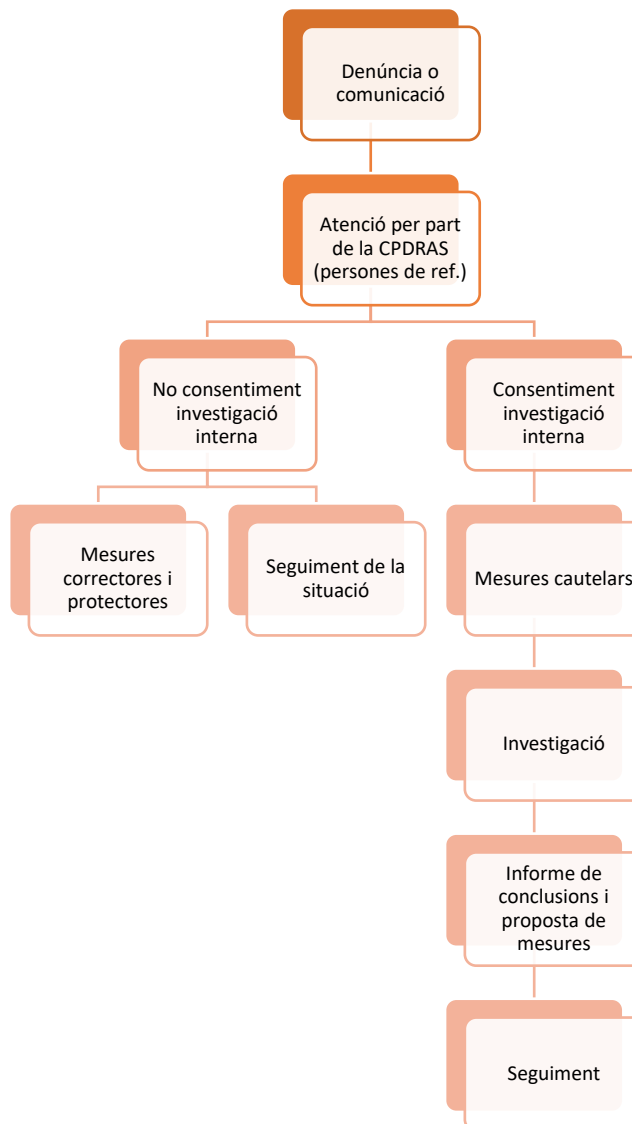 Denúncia o
comunicació
Atenció per part
de la CPDRAS
(persones de ref.)
No consentiment
investigació
interna
Consentiment
investigació
interna
Mesures
correctores i
protectores
Seguiment de la
situació
Mesures cautelars
Investigació
Informe de
conclusions i
proposta de
mesures
Seguiment